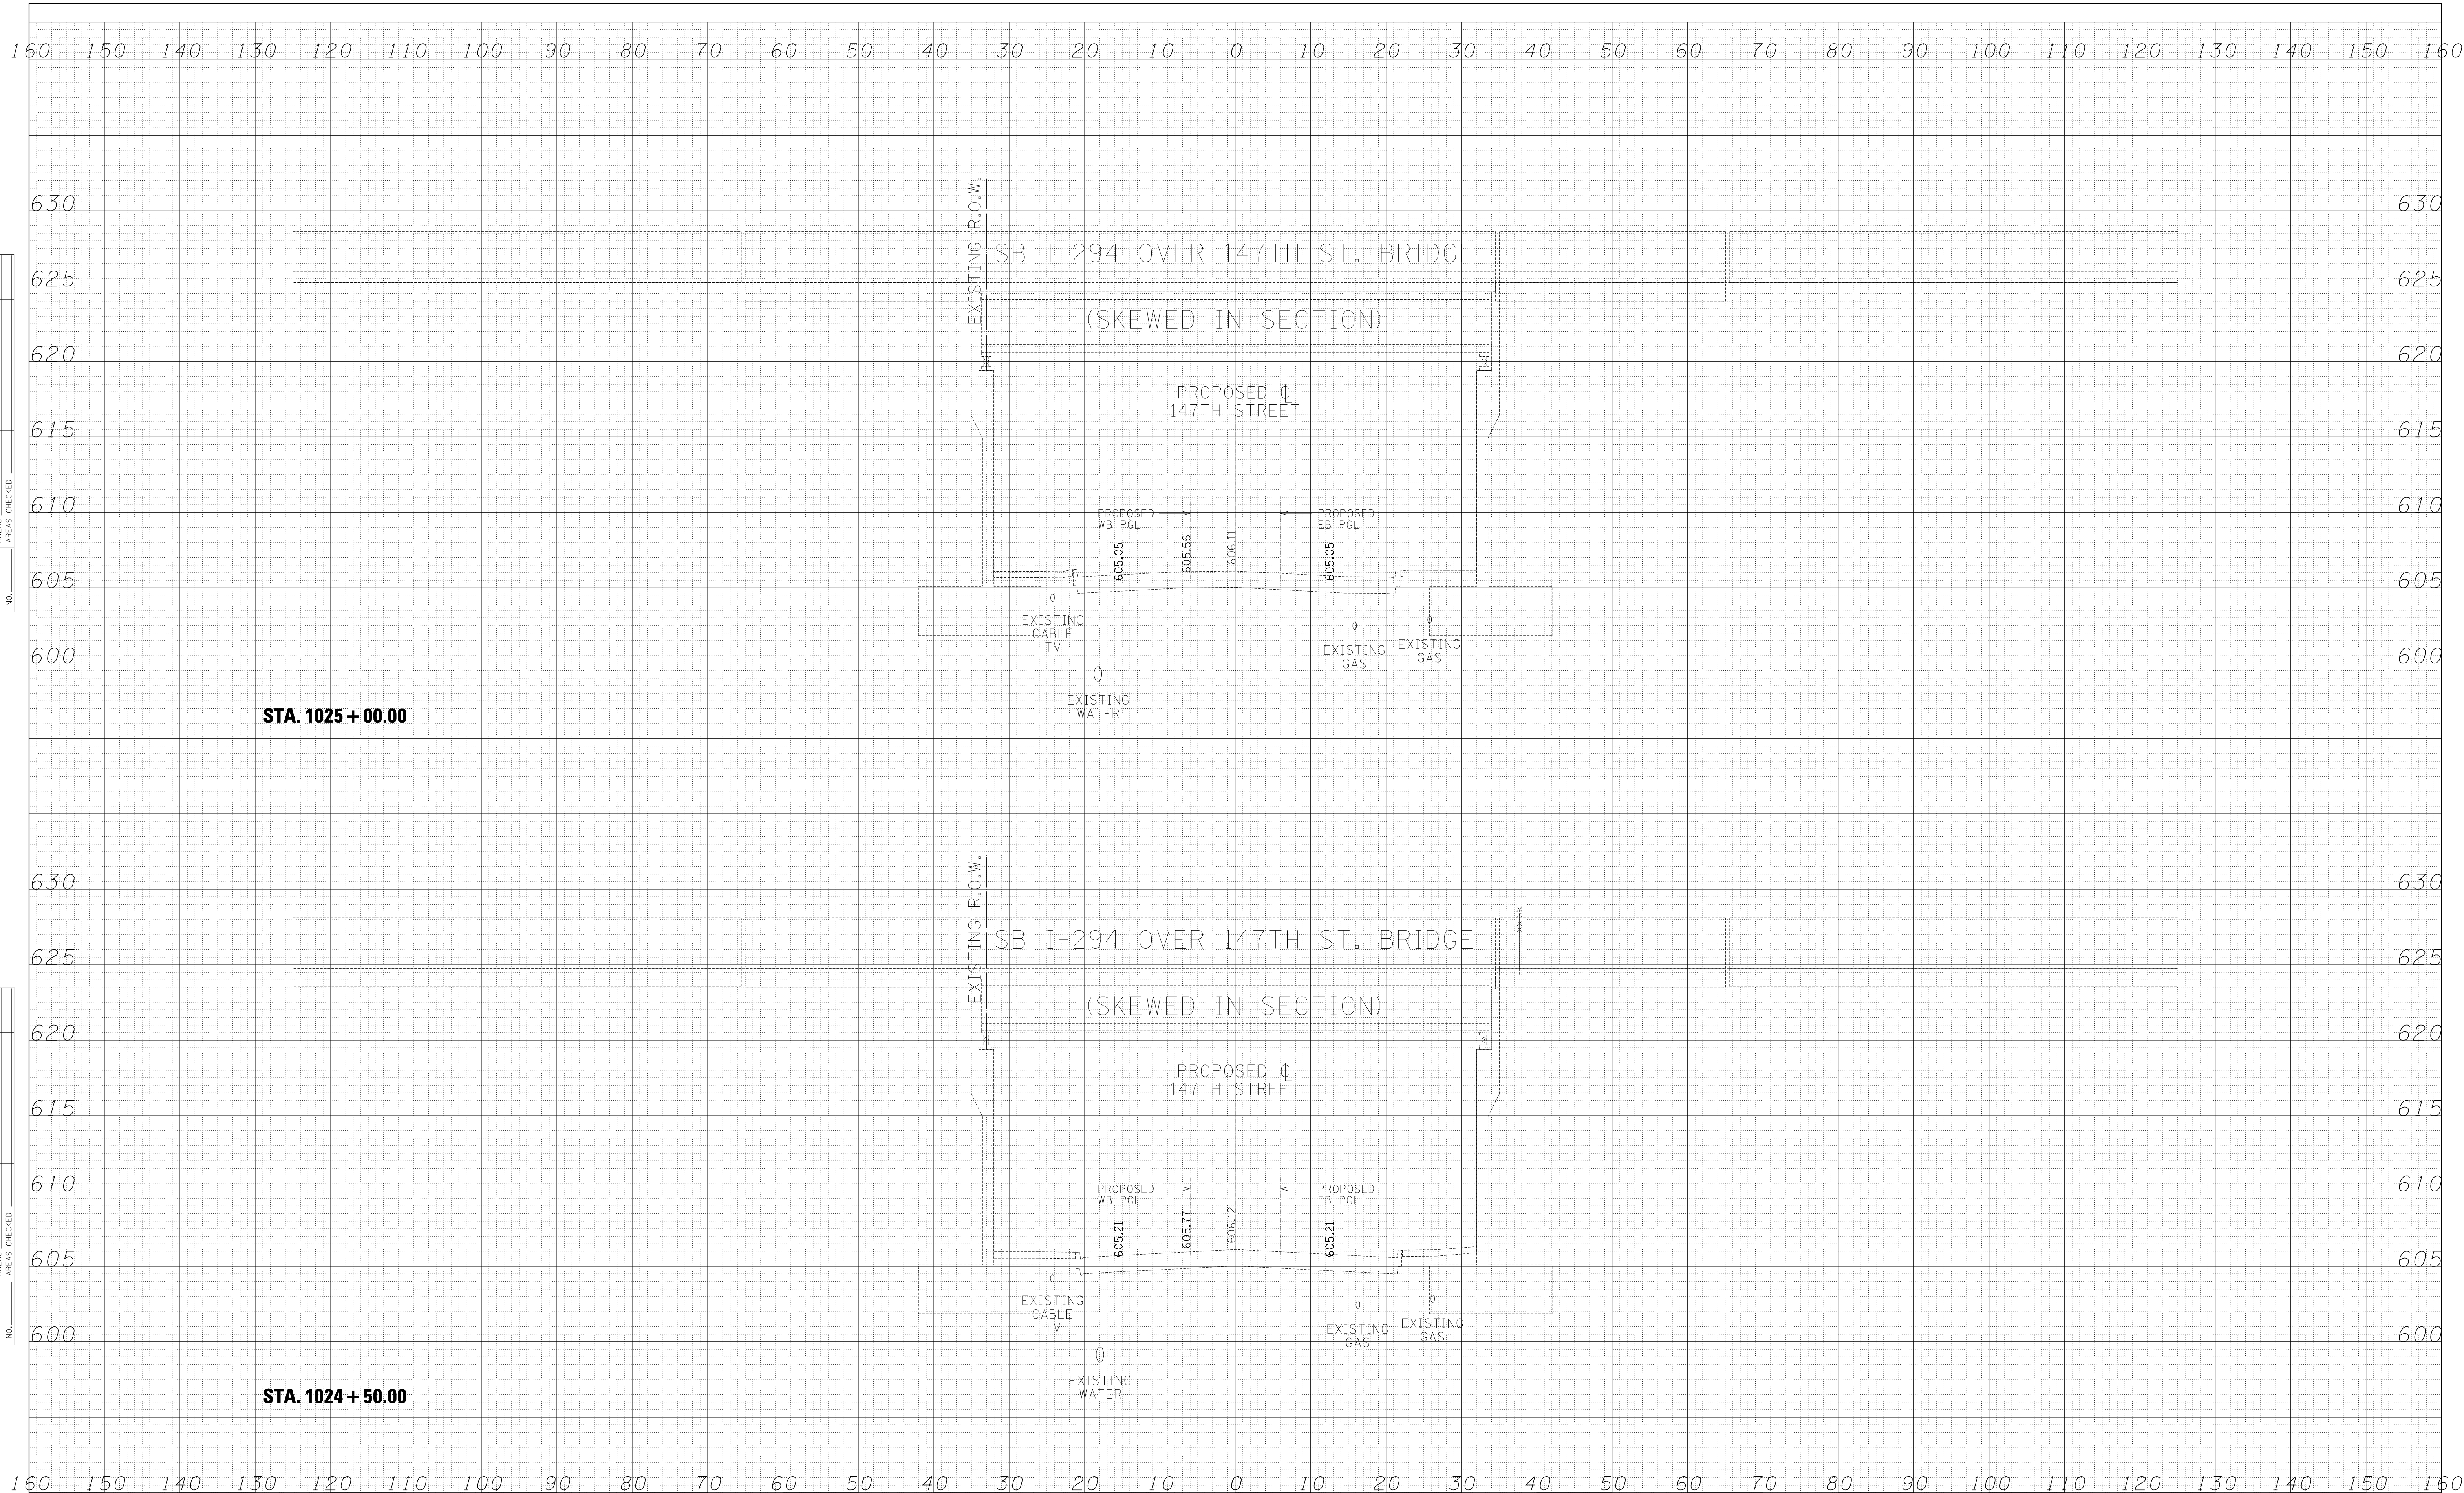 160 150 140 130 120 110 100 90 80 70 60 50 40 30 20 10 0 10 20 30 40 50 60 70 80 90 100 110 120 130 140 150 160
EXISTING R.O.W.
630 630
SB I-294 OVER 147TH ST. BRIDGE
625 625
(SKEWED IN SECTION)
620 620
PROPOSED ℄
147TH STREET
615 615
610 610
PROPOSED
WB PGL
PROPOSED
EB PGL
605.05
605.56
606.11
605.05
605 605
EXISTING
CABLE
TV
EXISTING
GAS
EXISTING
GAS
600 600
EXISTING
WATER
STA. 1025+00.00
AREAS CHECKED
NO.
EXISTING R.O.W.
630 630
SB I-294 OVER 147TH ST. BRIDGE
625 625
(SKEWED IN SECTION)
620 620
PROPOSED ℄
147TH STREET
615 615
610 610
PROPOSED
WB PGL
PROPOSED
EB PGL
605.21
605.77
606.12
605.21
605 605
EXISTING
CABLE
TV
EXISTING
GAS
EXISTING
GAS
600 600
EXISTING
WATER
STA. 1024+50.00
AREAS CHECKED
NO.
160 150 140 130 120 110 100 90 80 70 60 50 40 30 20 10 0 10 20 30 40 50 60 70 80 90 100 110 120 130 140 150 160